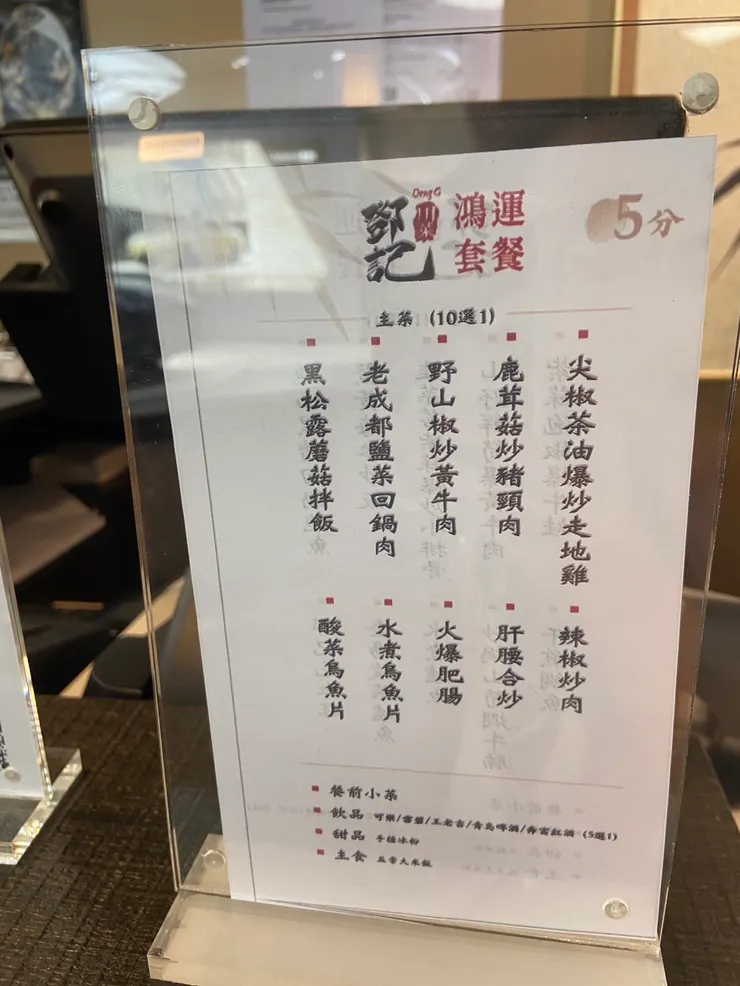 鄧記
Deng G
川菜
鴻運
套餐
5分
主菜 (10選1)
尖椒茶油爆炒走地雞
鹿茸菇炒豬頸肉
野山椒炒黃牛肉
老成都鹽菜回鍋肉
黑松露蘑菇拌飯
辣椒炒肉
肝腰合炒
火爆肥腸
水煮烏魚片
酸菜烏魚片
餐前小菜
飲品 可樂/雪碧/王老吉/青島啤酒/奔富紅酒 (5選1)
甜品 手搓冰粉
主食 五常大米飯